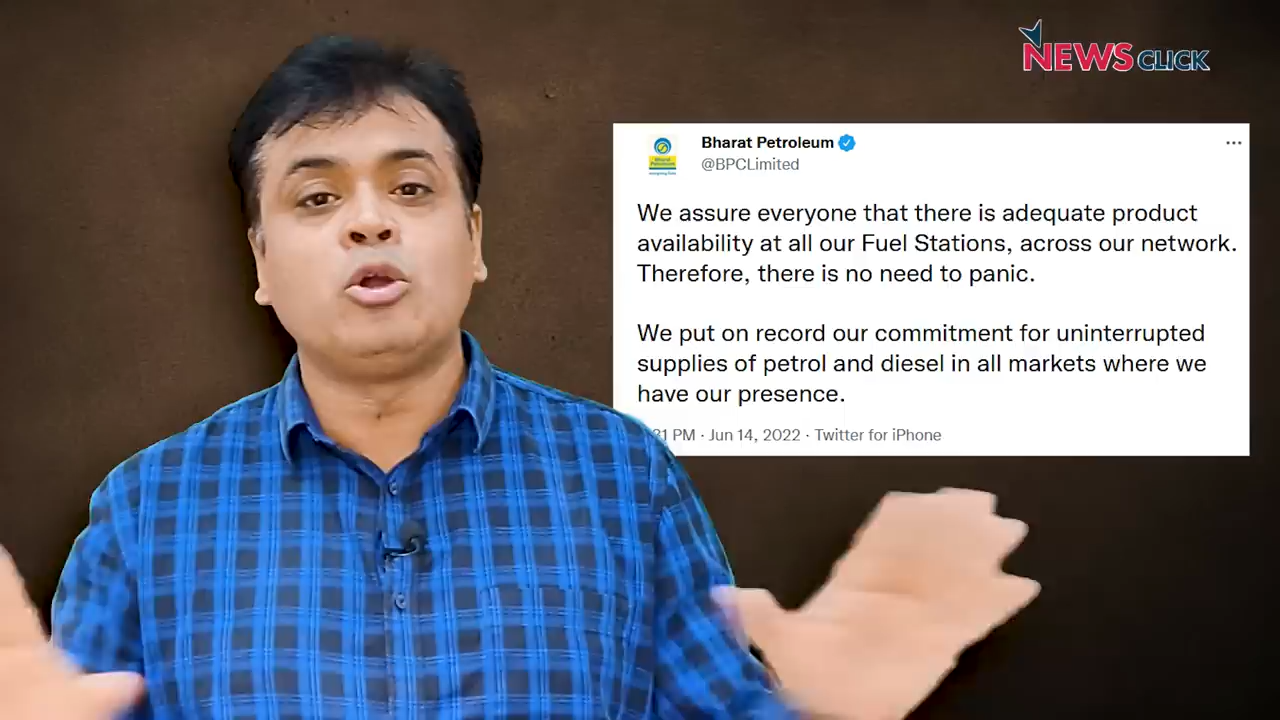 NEWSCLICK
Bharat Petroleum
@BPCLimited
We assure everyone that there is adequate product
availability at all our Fuel Stations, across our network.
Therefore, there is no need to panic.
We put on record our commitment for uninterrupted
supplies of petrol and diesel in all markets where we
have our presence.
31 PM · Jun 14, 2022 · Twitter for iPhone